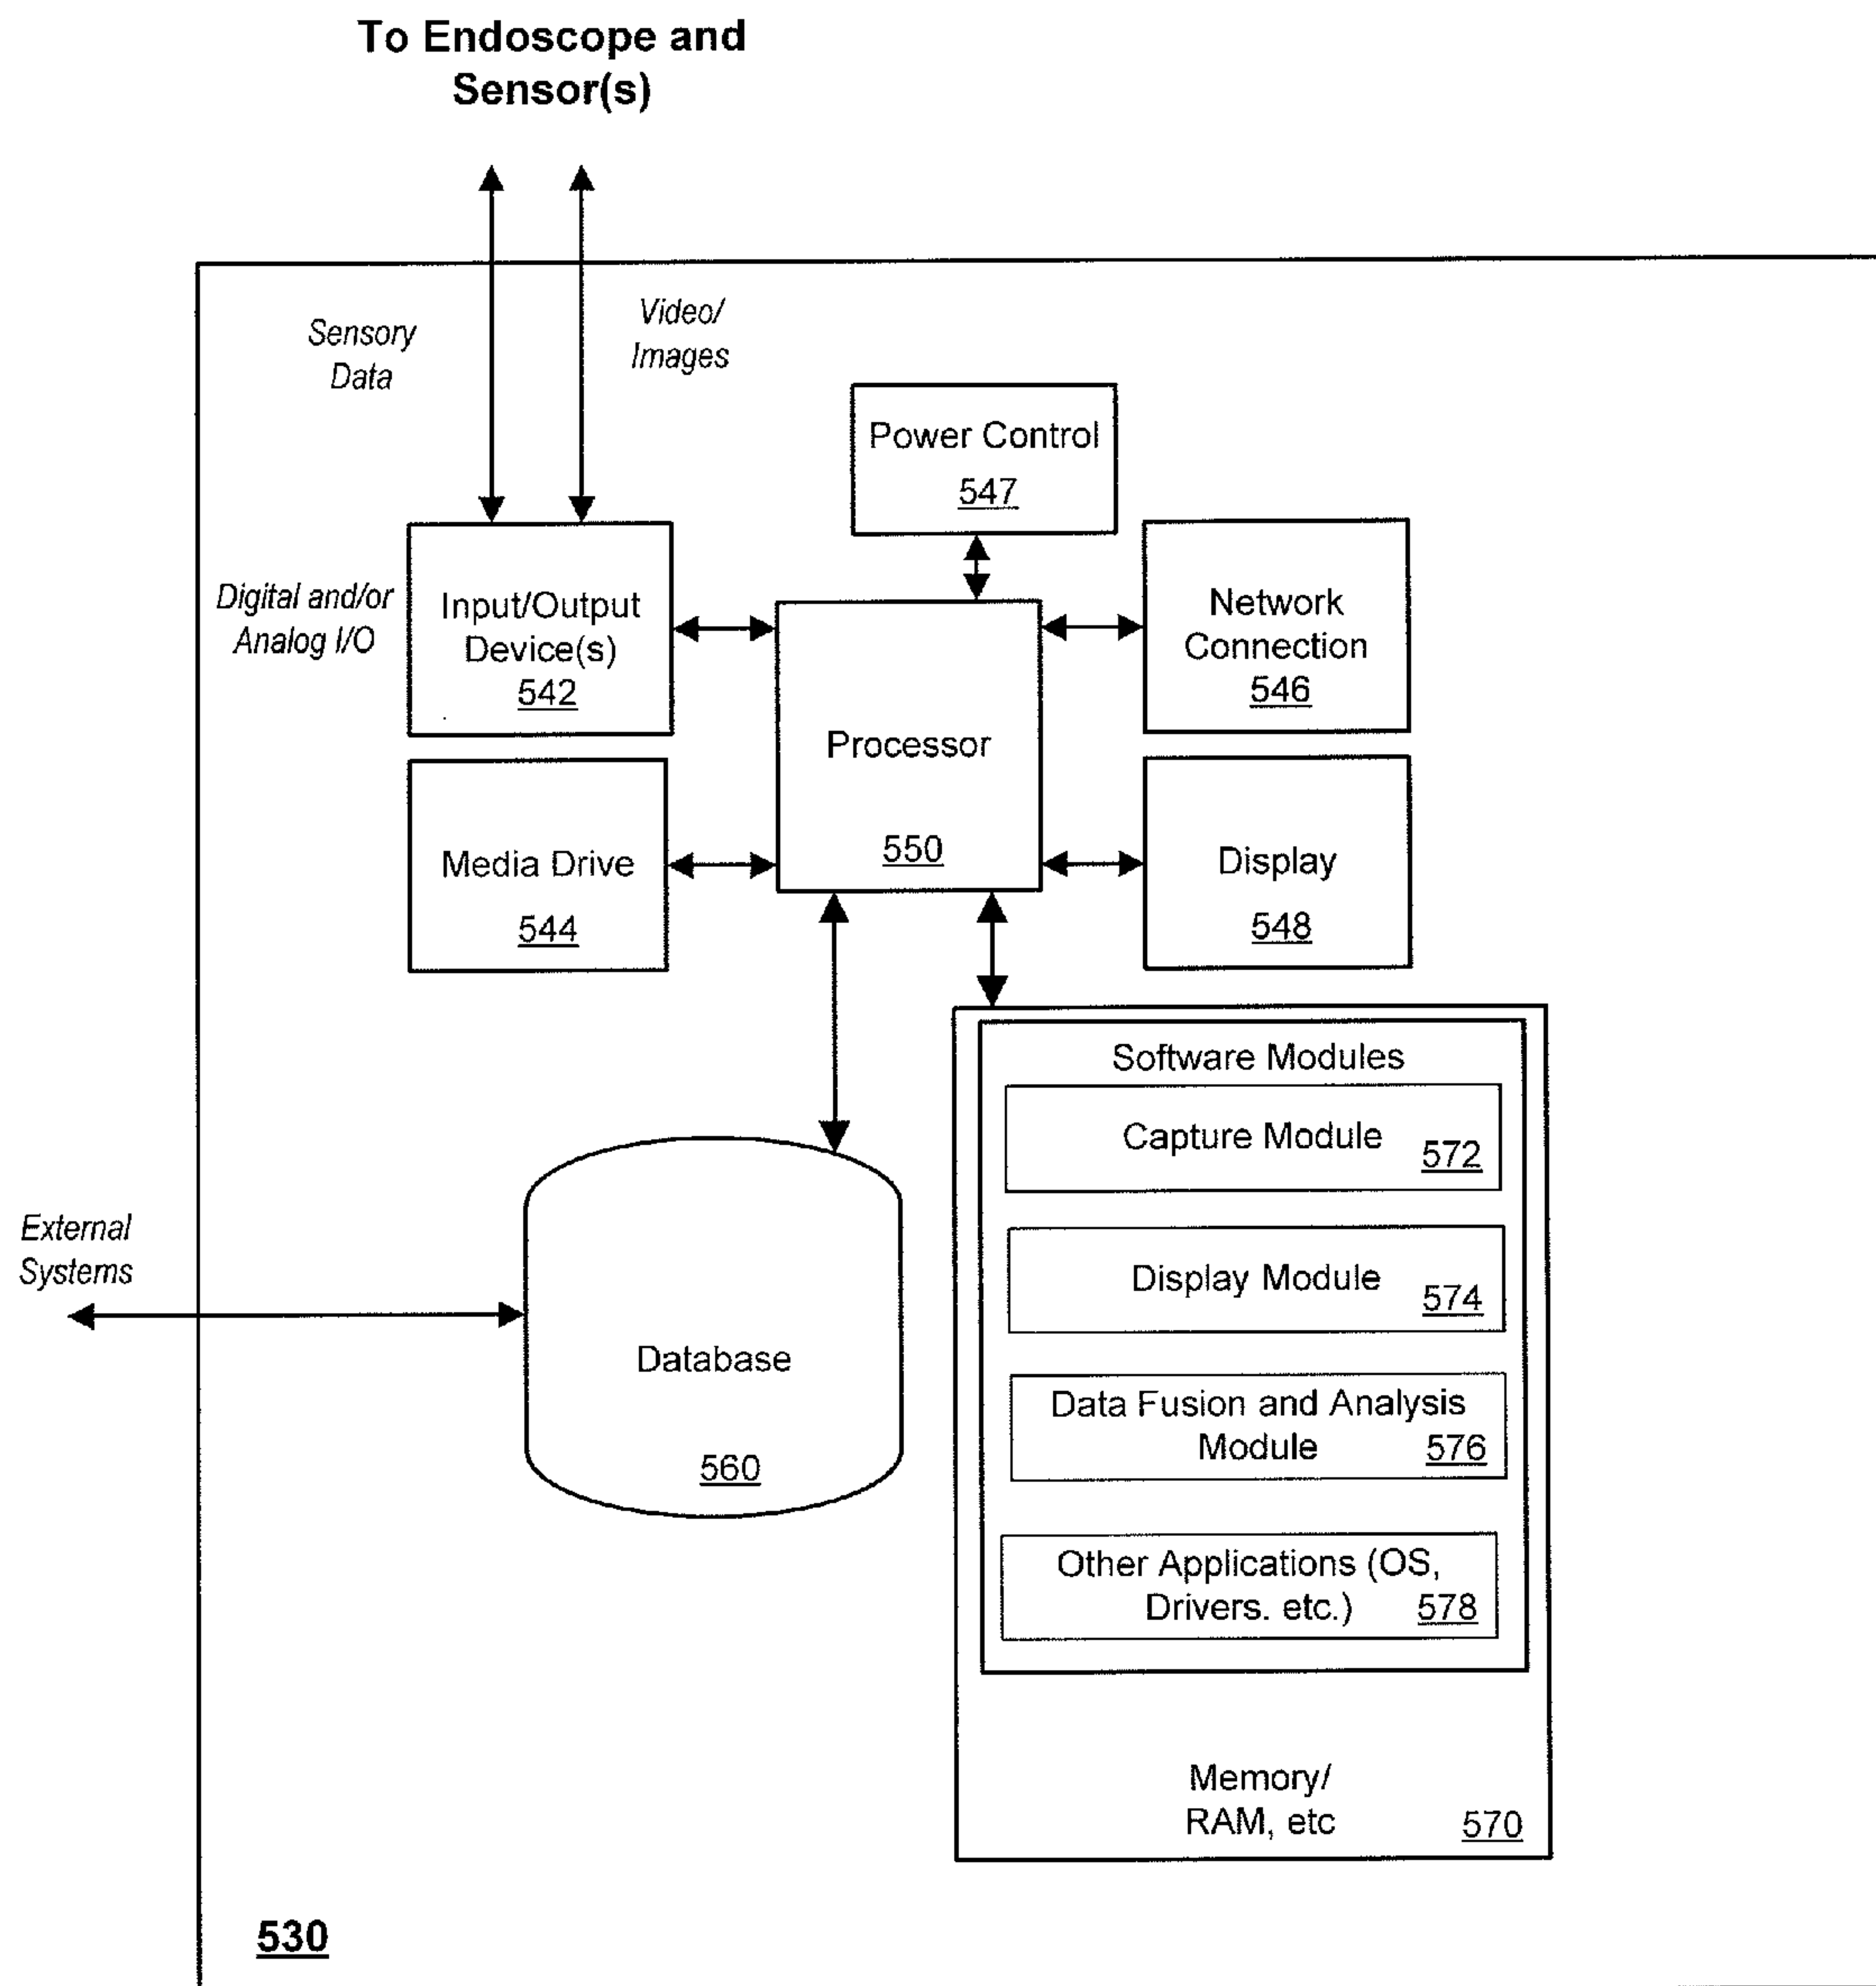 To Endoscope and
Sensor(s)
Sensory
Data
Video/
Images
Power Control
547
Digital and/or
Analog I/O
Input/Output
Device(s)
542
Network
Connection
546
Processor
550
Media Drive
544
Display
548
Software Modules
Capture Module
572
Display Module
574
Data Fusion and Analysis
Module 576
Other Applications (OS,
Drivers. etc.) 578
External
Systems
Database
560
Memory/
RAM, etc
570
530